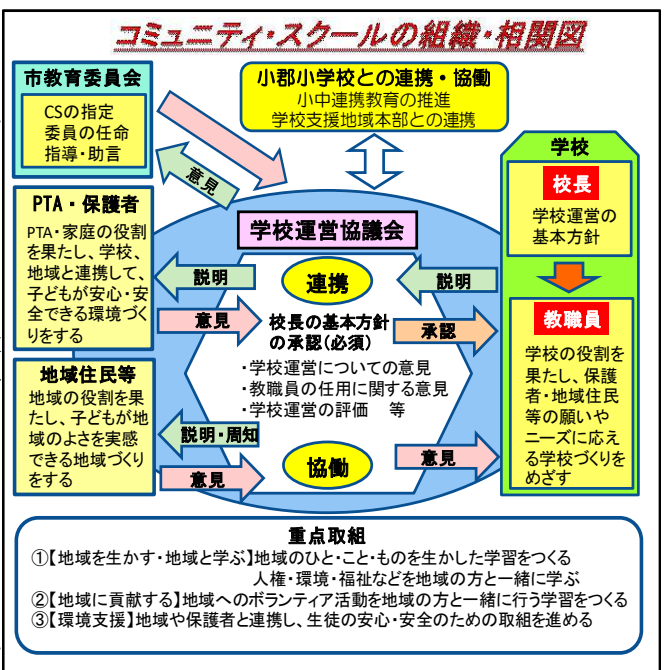 コミュニティ・スクールの組織・相関図
市教育委員会
CSの指定
委員の任命
指導・助言
小郡小学校との連携・協働
小中連携教育の推進
学校支援地域本部との連携
意見
学校
校長
学校運営の
基本方針
PTA・保護者
PTA・家庭の役割
を果たし、学校、
地域と連携して、
子どもが安心・安
全できる環境づく
りをする
学校運営協議会
説明
連携
説明
意見
校長の基本方針
の承認(必須)
承認
・学校運営についての意見
・教職員の任用に関する意見
・学校運営の評価 等
教職員
学校の役割を
果たし、保護
者・地域住民
等の願いや
ニーズに応え
る学校づくりを
めざす
地域住民等
地域の役割を果
たし、子どもが地
域のよさを実感
できる地域づくり
をする
説明・周知
意見
協働
意見
重点取組
①【地域を生かす・地域と学ぶ】地域のひと・こと・ものを生かした学習をつくる
人権・環境・福祉などを地域の方と一緒に学ぶ
②【地域に貢献する】地域へのボランティア活動を地域の方と一緒に行う学習をつくる
③【環境支援】地域や保護者と連携し、生徒の安心・安全のための取組を進める